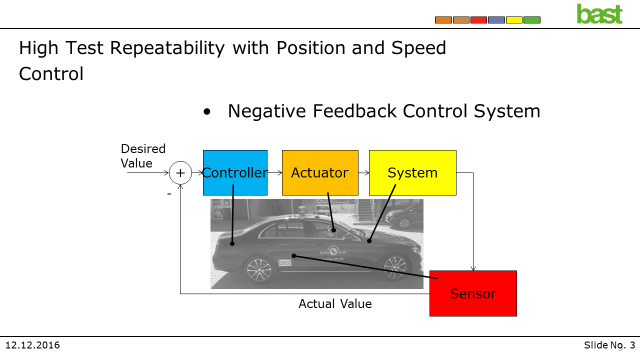 bast
High Test Repeatability with Position and Speed
Control
• Negative Feedback Control System
Desired
Value
+
-
Controller
Actuator
System
Sensor
Actual Value
12.12.2016
Slide No. 3